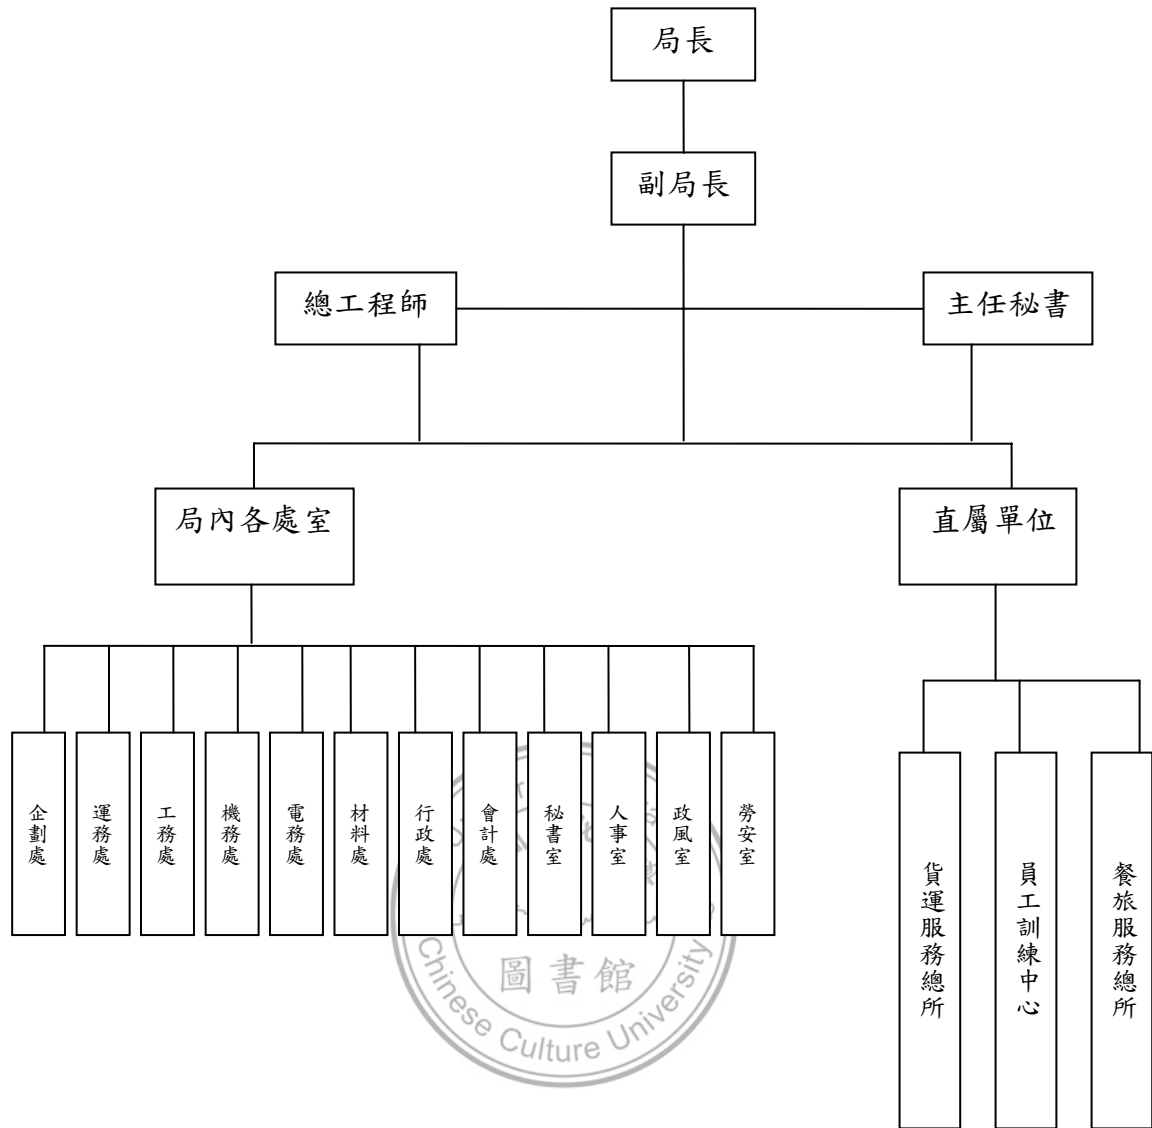 局長
副局長
總工程師
主任秘書
局內各處室
直屬單位
企劃處
運務處
工務處
機務處
電務處
材料處
行政處
會計處
秘書室
人事室
政風室
勞安室
貨運服務總所
員工訓練中心
餐旅服務總所
圖書館
Chinese Culture University